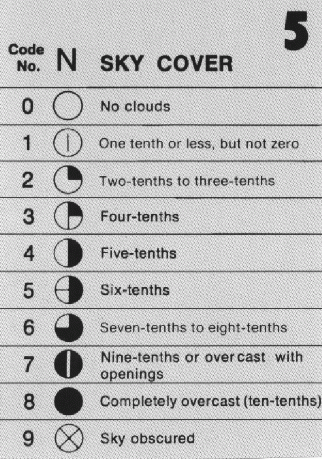 5
Code
No. N SKY COVER
0 No clouds
1 One tenth or less, but not zero
2 Two-tenths to three-tenths
3 Four-tenths
4 Five-tenths
5 Six-tenths
6 Seven-tenths to eight-tenths
7 Nine-tenths or overcast with
openings
8 Completely overcast (ten-tenths)
9 Sky obscured